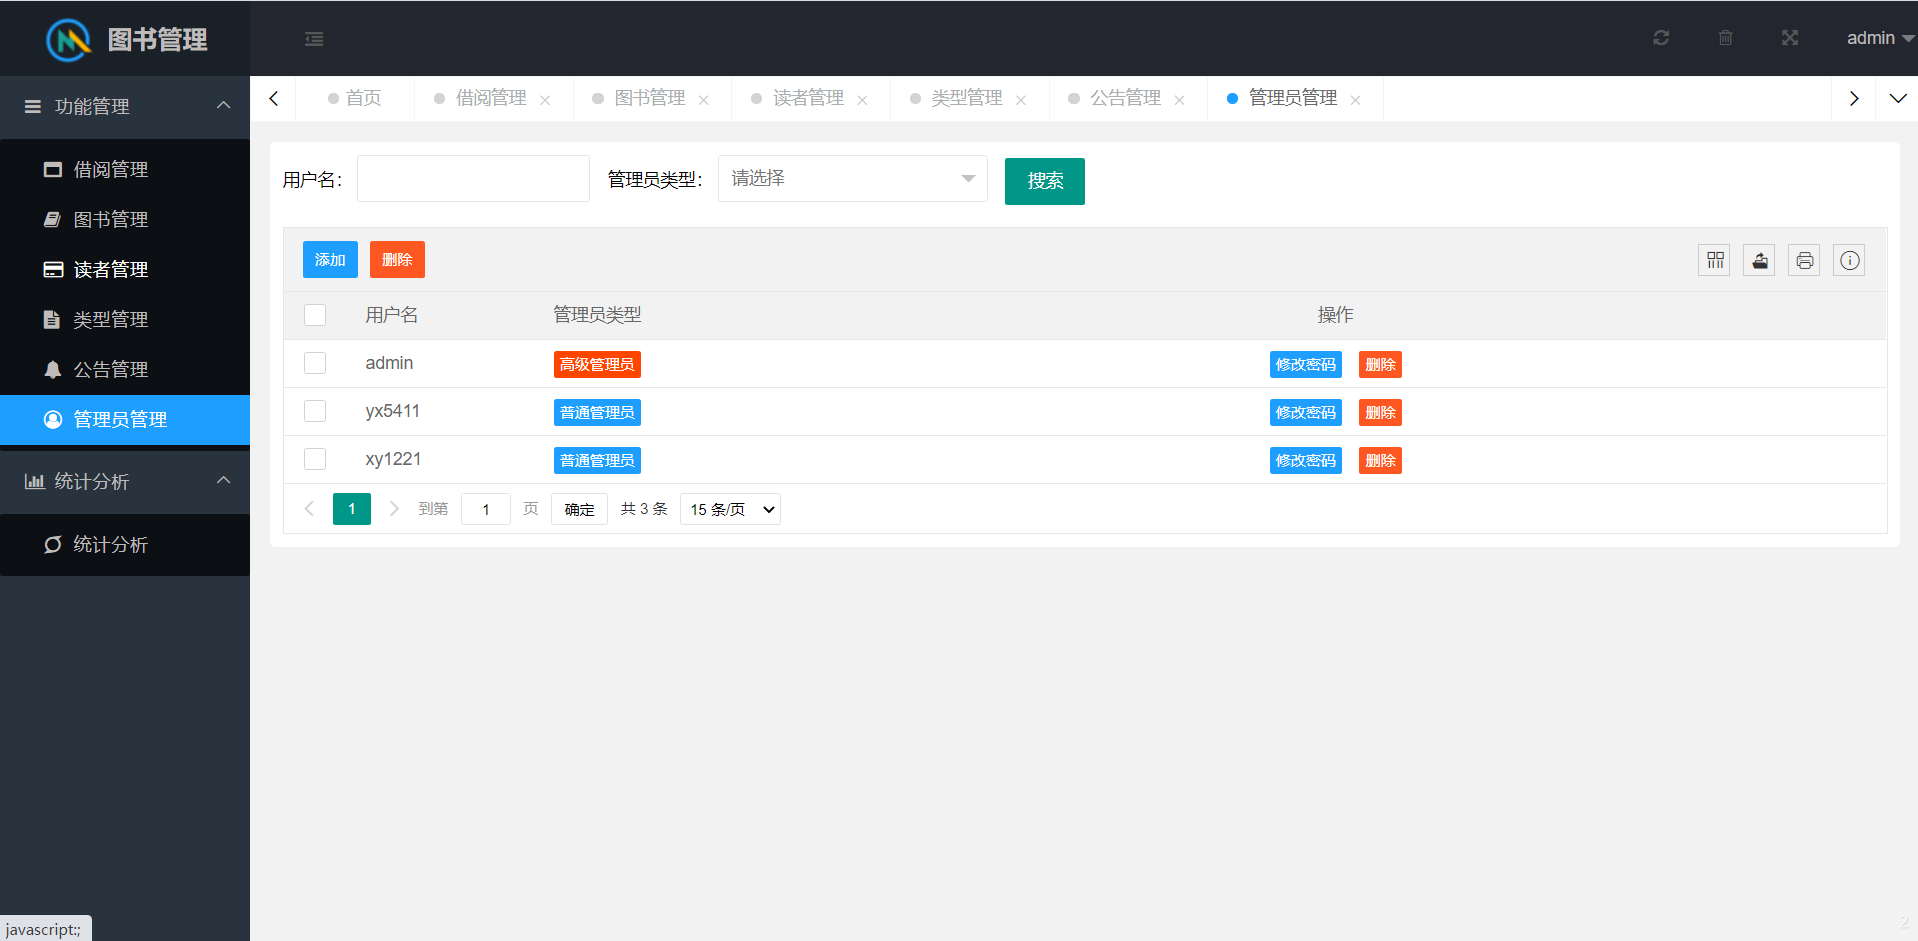 图书管理
admin
功能管理
借阅管理
图书管理
读者管理
类型管理
公告管理
管理员管理
统计分析
统计分析
首页 借阅管理 图书管理 读者管理 类型管理 公告管理 管理员管理
用户名： 管理员类型： 请选择 搜索
添加 删除
用户名 管理员类型 操作
admin 高级管理员 修改密码 删除
yx5411 普通管理员 修改密码 删除
xy1221 普通管理员 修改密码 删除
1 到第 1 页 确定 共 3 条 15 条/页
javascript:;
2